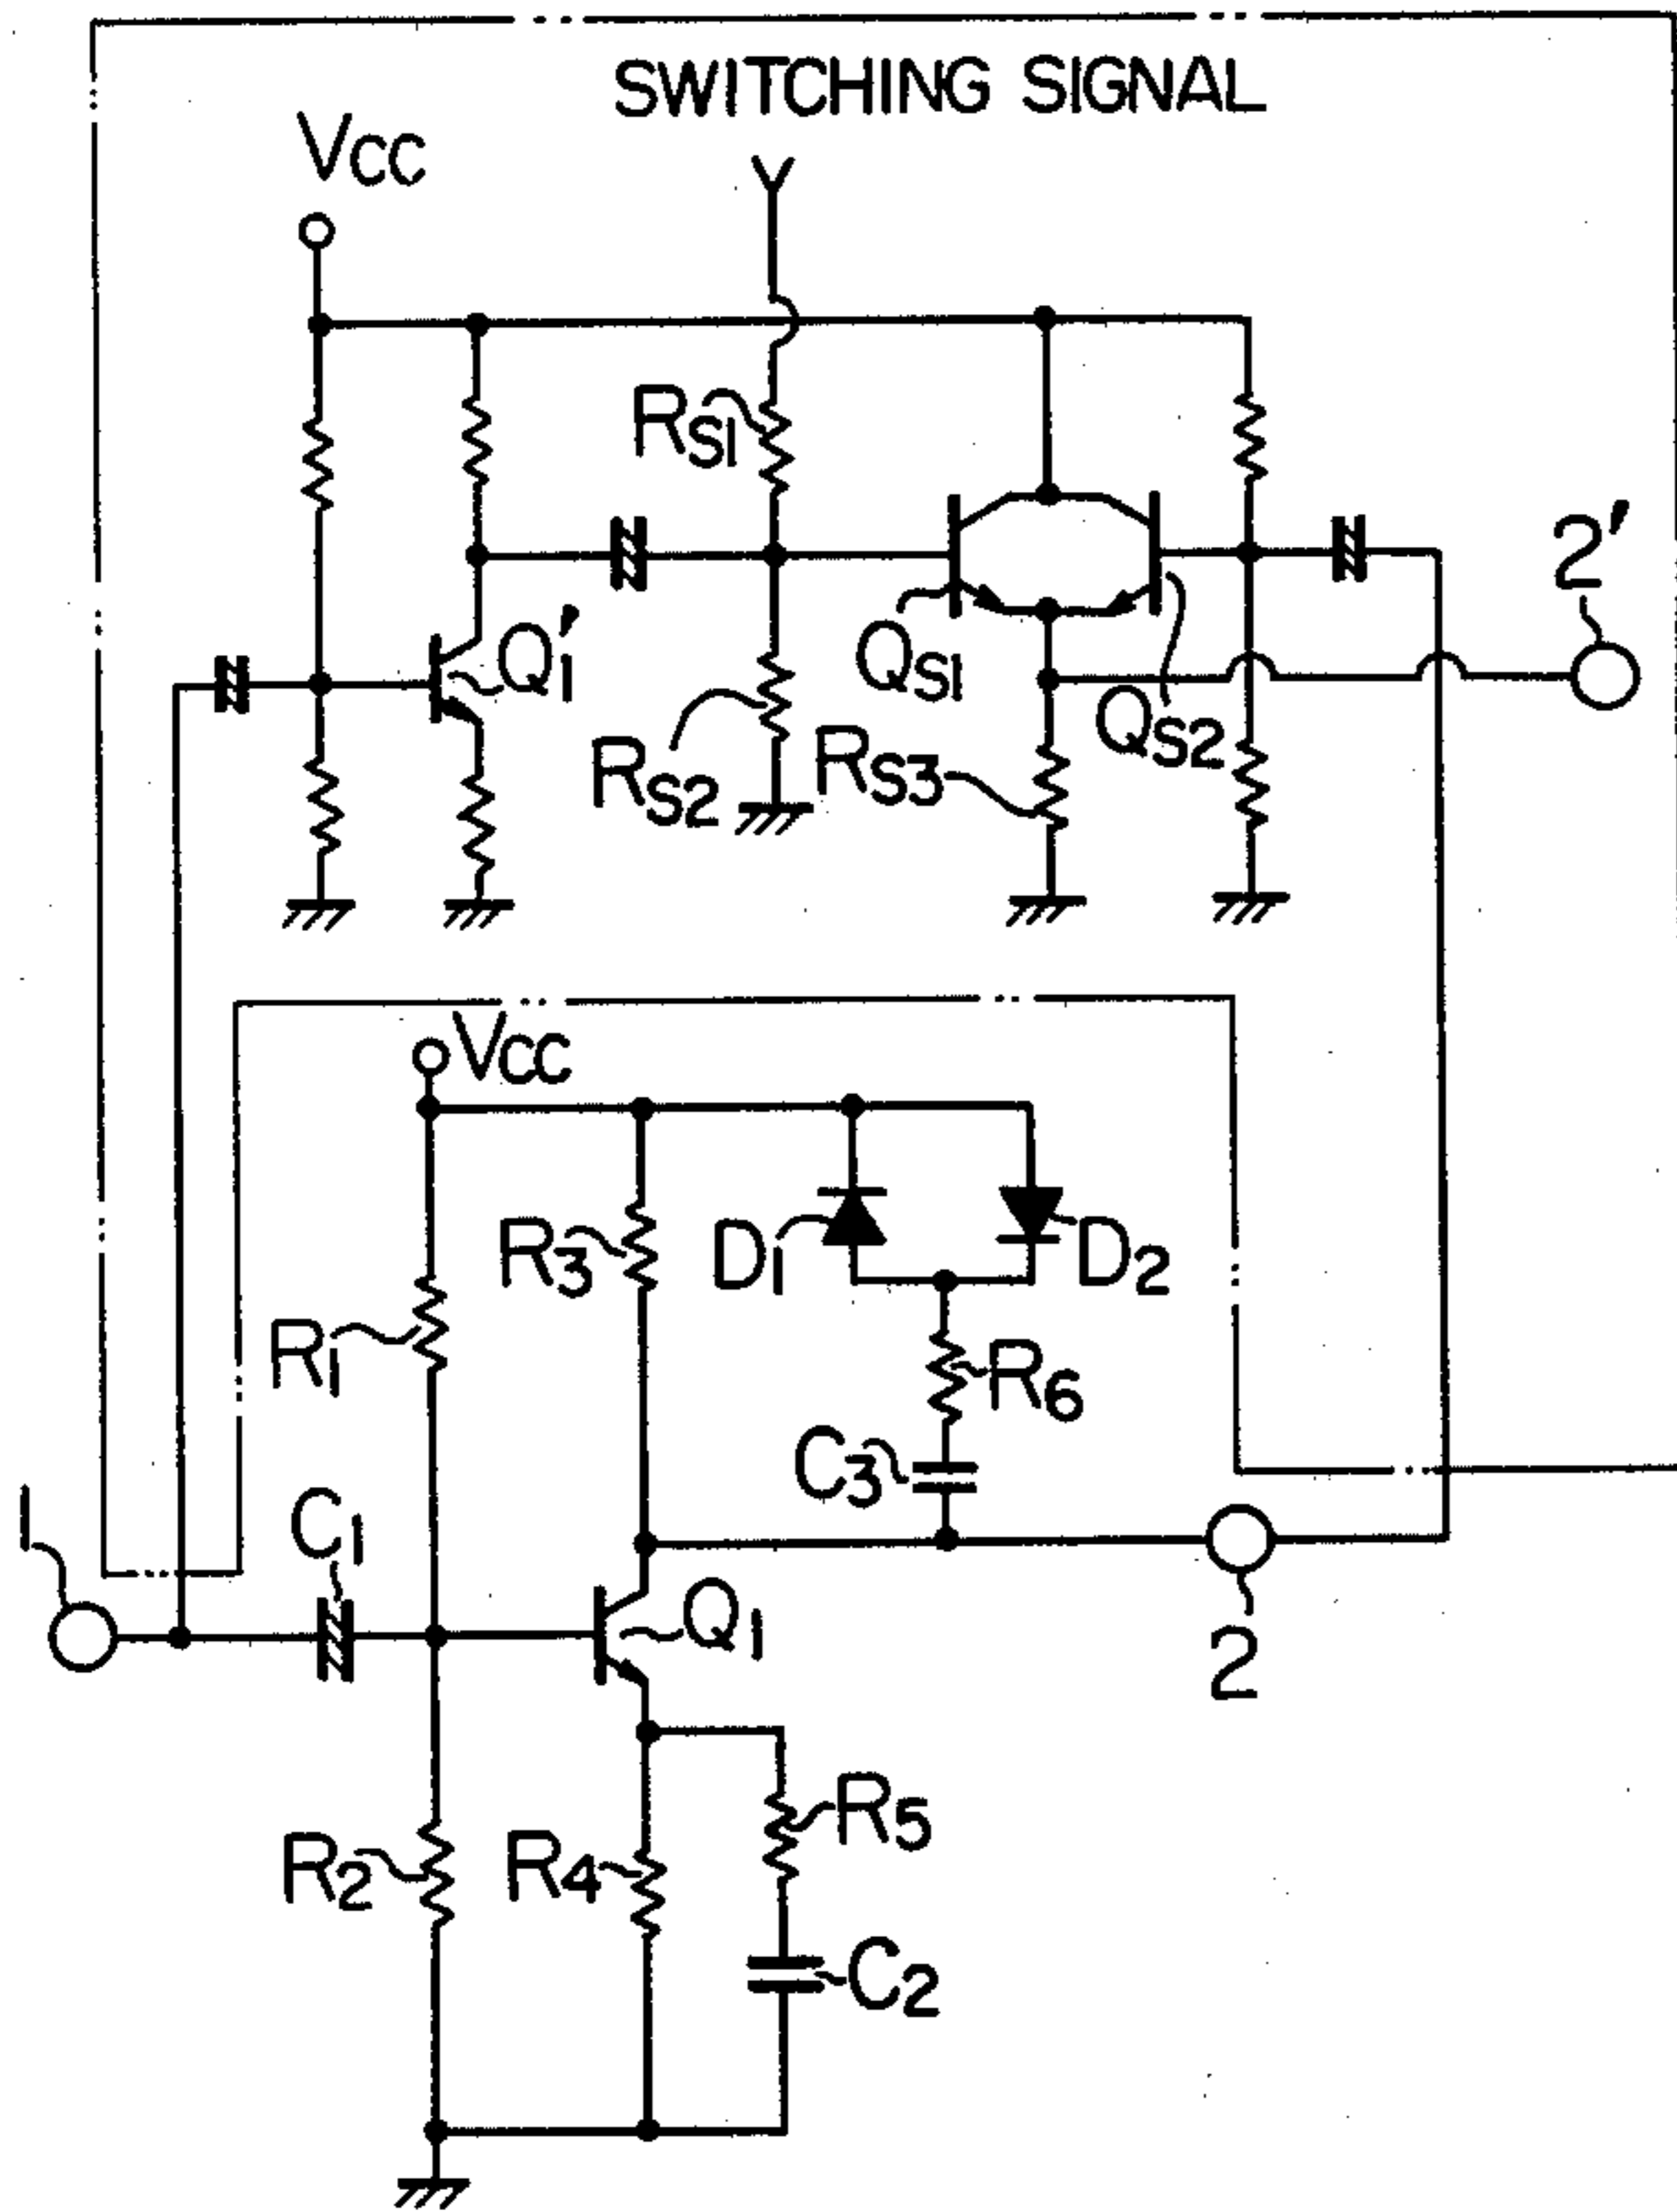 SWITCHING SIGNAL
VCC
RS1
2'
Q1'
QS1
QS2
RS2
RS3
VCC
R3
D1
D2
R1
R6
C3
1
C1
Q1
2
R5
R2
R4
C2